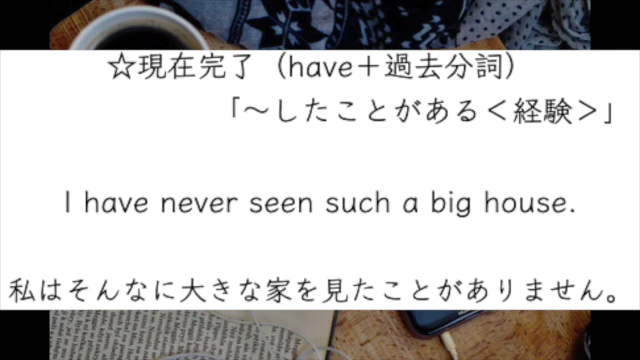 ☆現在完了（have＋過去分詞）
「～したことがある＜経験＞」
I have never seen such a big house.
私はそんなに大きな家を見たことがありません。